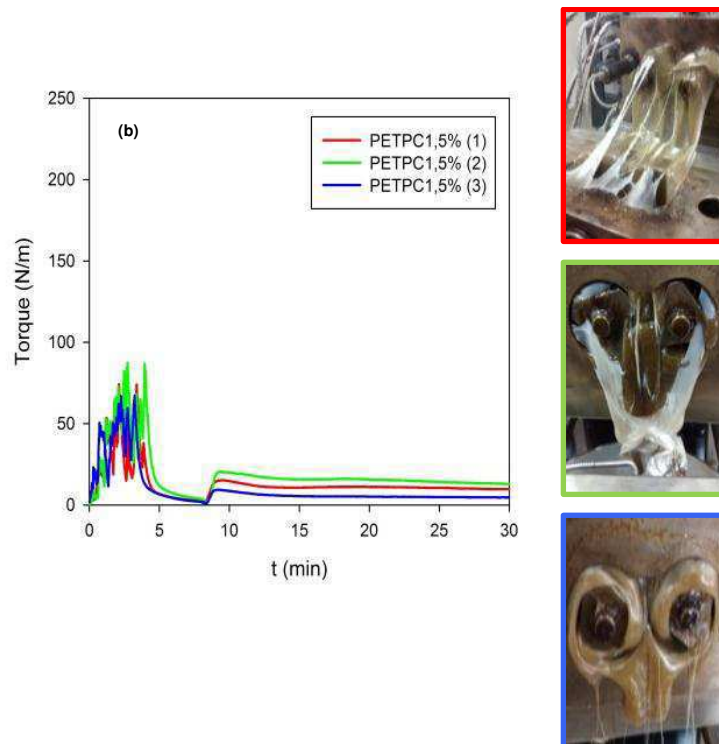 250
(b)
PETPC1,5% (1)
PETPC1,5% (2)
PETPC1,5% (3)
200
150
100
50
0
Torque (N/m)
0 5 10 15 20 25 30
t (min)